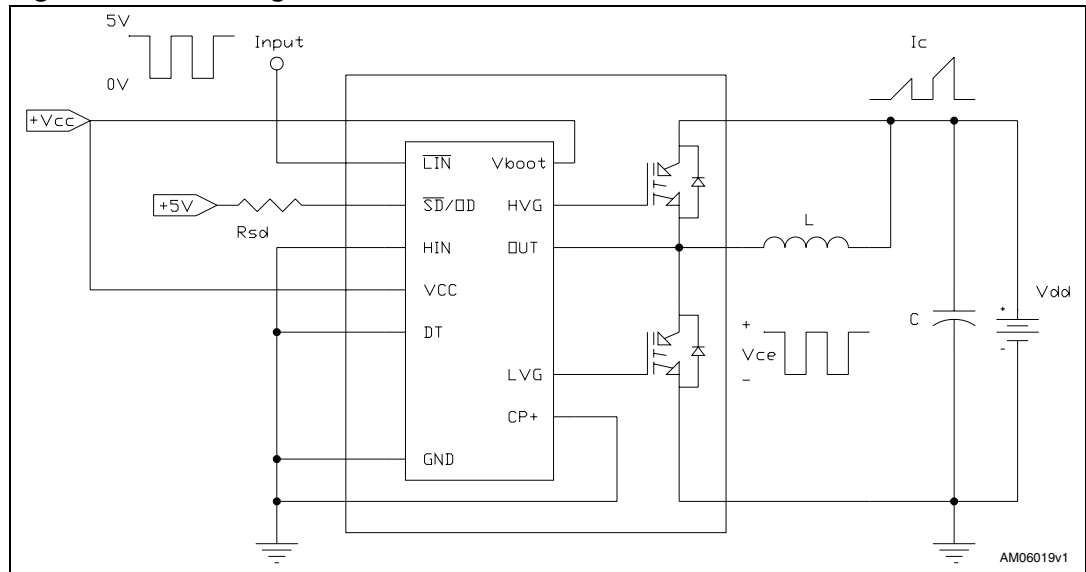 5V
0V
Input
Ic
+Vcc
LIN
Vboot
+5V
Rsd
SD/OD
HVG
HIN
OUT
L
VCC
DT
LVG
CP+
GND
+
Vce
-
C
+
-
Vdd
AM06019v1